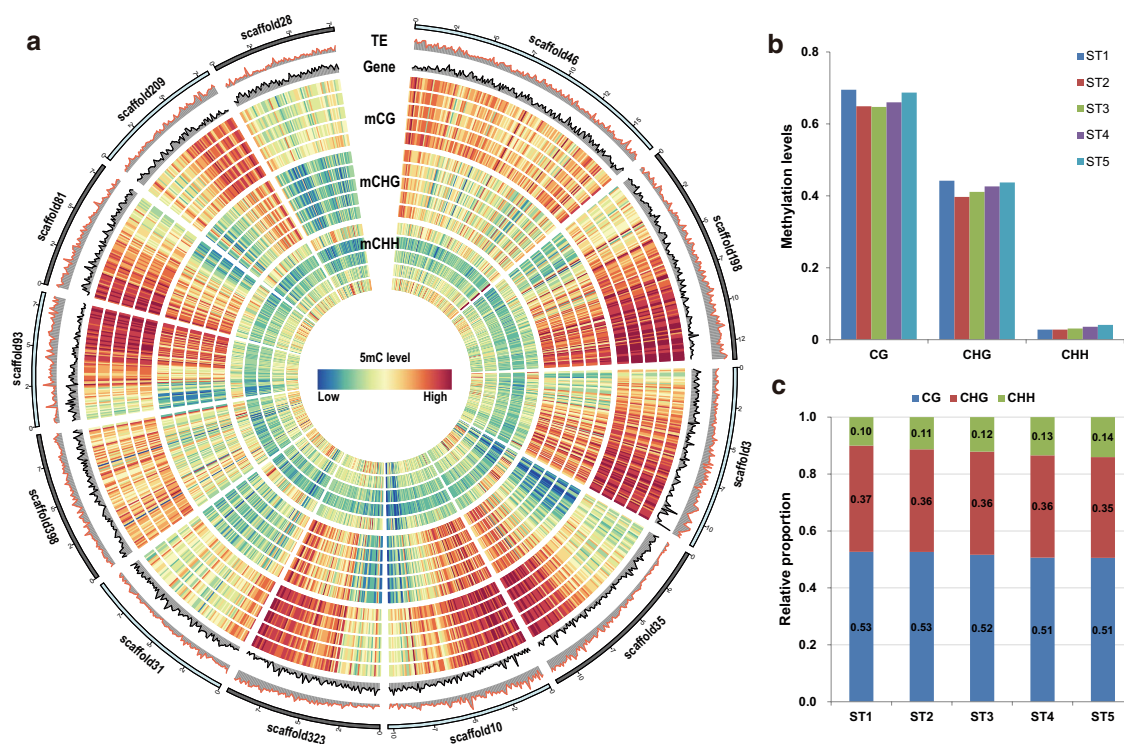 a
TE
Gene
mCG
mCHG
mCHH
scaffold46
scaffold198
scaffold3
scaffold35
scaffold10
scaffold323
scaffold31
scaffold398
scaffold93
scaffold81
scaffold209
scaffold28
5mC level
Low High
b
Methylation levels
0.8
0.6
0.4
0.2
0
CG CHG CHH
ST1
ST2
ST3
ST4
ST5
c
CG CHG CHH
Relative proportion
1.0
0.8
0.6
0.4
0.2
0.0
0.10 0.11 0.12 0.13 0.14
0.37 0.36 0.36 0.36 0.35
0.53 0.53 0.52 0.51 0.51
ST1 ST2 ST3 ST4 ST5